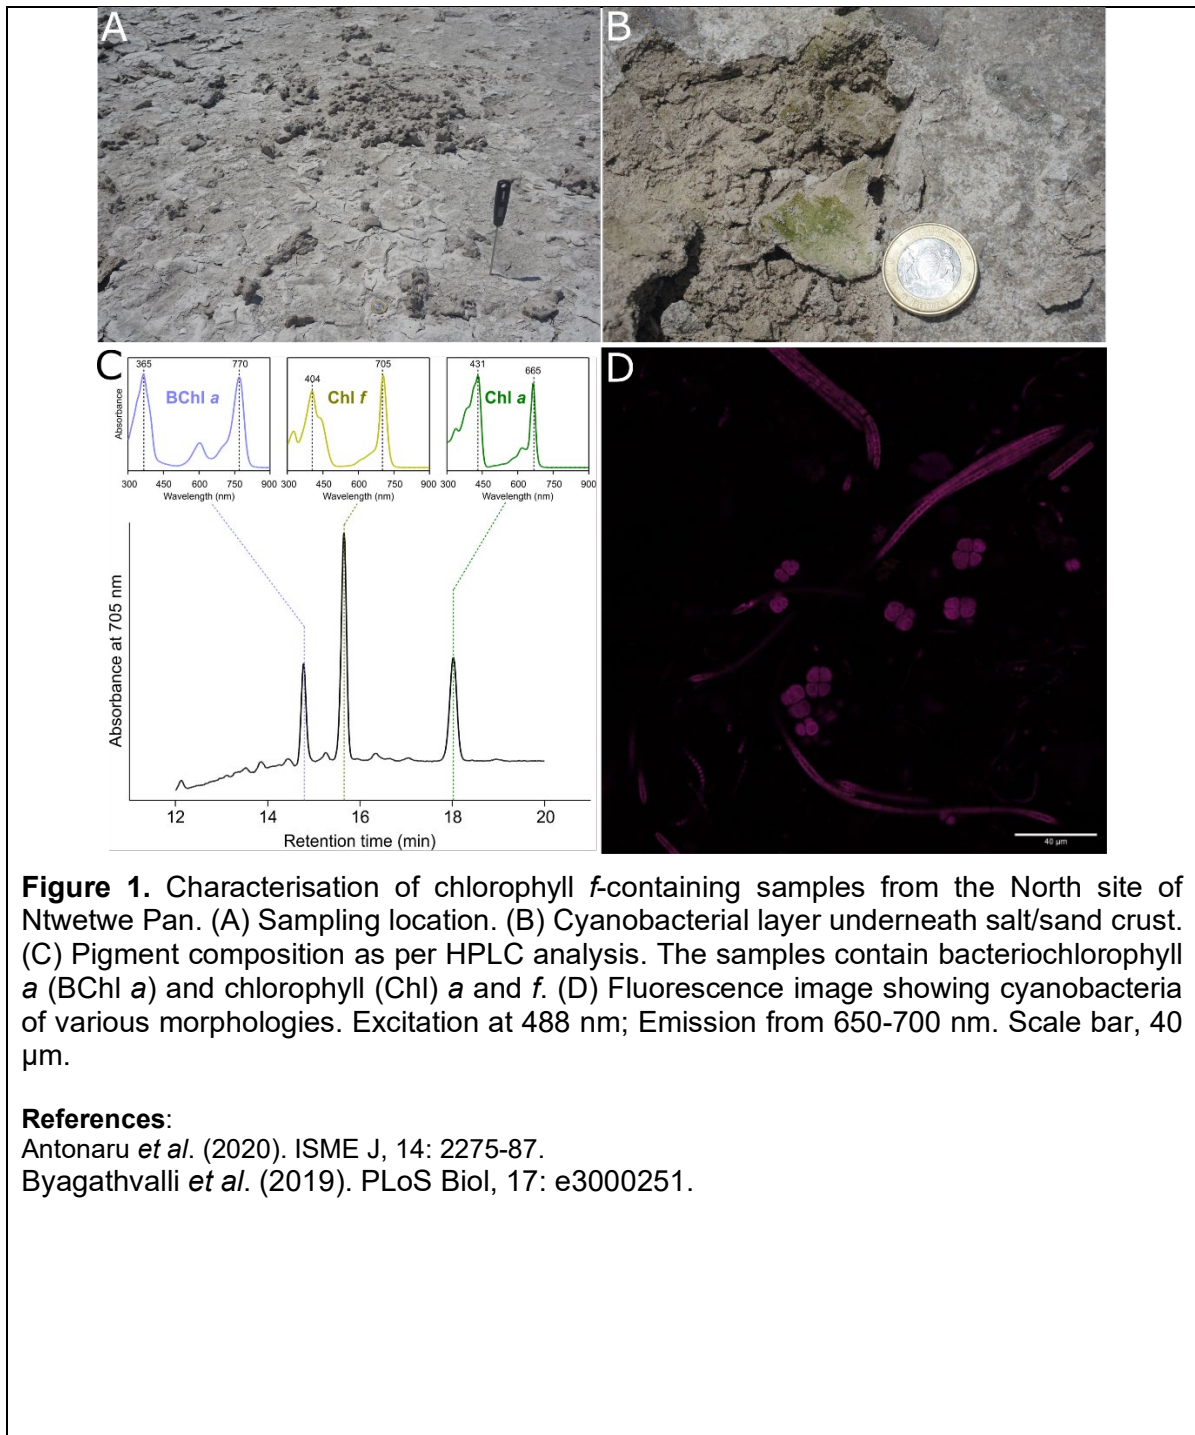 A
B
C
365
770
BChl a
Absorbance
300 450 600 750 900
Wavelength (nm)
404
705
Chl f
300 450 600 750 900
Wavelength (nm)
431
665
Chl a
300 450 600 750 900
Wavelength (nm)
Absorbance at 705 nm
12 14 16 18 20
Retention time (min)
D
40 µm
Figure 1. Characterisation of chlorophyll f-containing samples from the North site of
Ntwetwe Pan. (A) Sampling location. (B) Cyanobacterial layer underneath salt/sand crust.
(C) Pigment composition as per HPLC analysis. The samples contain bacteriochlorophyll
a (BChl a) and chlorophyll (Chl) a and f. (D) Fluorescence image showing cyanobacteria
of various morphologies. Excitation at 488 nm; Emission from 650-700 nm. Scale bar, 40
µm.
References:
Antonaru et al. (2020). ISME J, 14: 2275-87.
Byagathvalli et al. (2019). PLoS Biol, 17: e3000251.